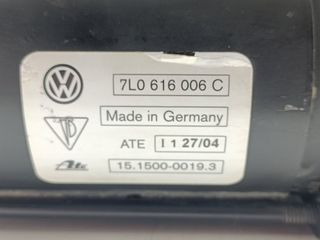 7L0 616 006 C
Made in Germany
ATE I 1 27/04
Ate 15.1500-0019.3